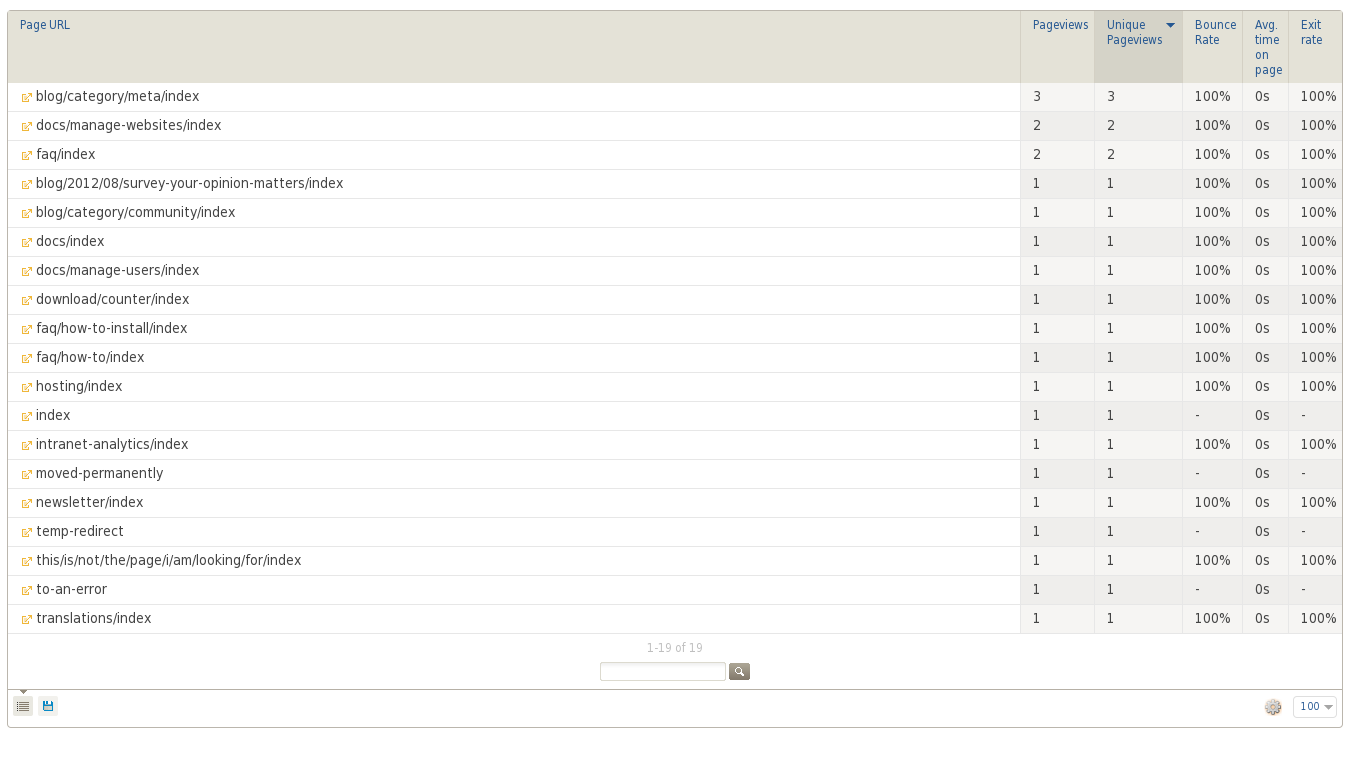 Page URL Pageviews Unique Pageviews Bounce Rate Avg. time on page Exit rate
blog/category/meta/index 3 3 100% 0s 100%
docs/manage-websites/index 2 2 100% 0s 100%
faq/index 2 2 100% 0s 100%
blog/2012/08/survey-your-opinion-matters/index 1 1 100% 0s 100%
blog/category/community/index 1 1 100% 0s 100%
docs/index 1 1 100% 0s 100%
docs/manage-users/index 1 1 100% 0s 100%
download/counter/index 1 1 100% 0s 100%
faq/how-to-install/index 1 1 100% 0s 100%
faq/how-to/index 1 1 100% 0s 100%
hosting/index 1 1 100% 0s 100%
index 1 1 - 0s -
intranet-analytics/index 1 1 100% 0s 100%
moved-permanently 1 1 - 0s -
newsletter/index 1 1 100% 0s 100%
temp-redirect 1 1 - 0s -
this/is/not/the/page/i/am/looking/for/index 1 1 100% 0s 100%
to-an-error 1 1 - 0s -
translations/index 1 1 100% 0s 100%
1-19 of 19
100